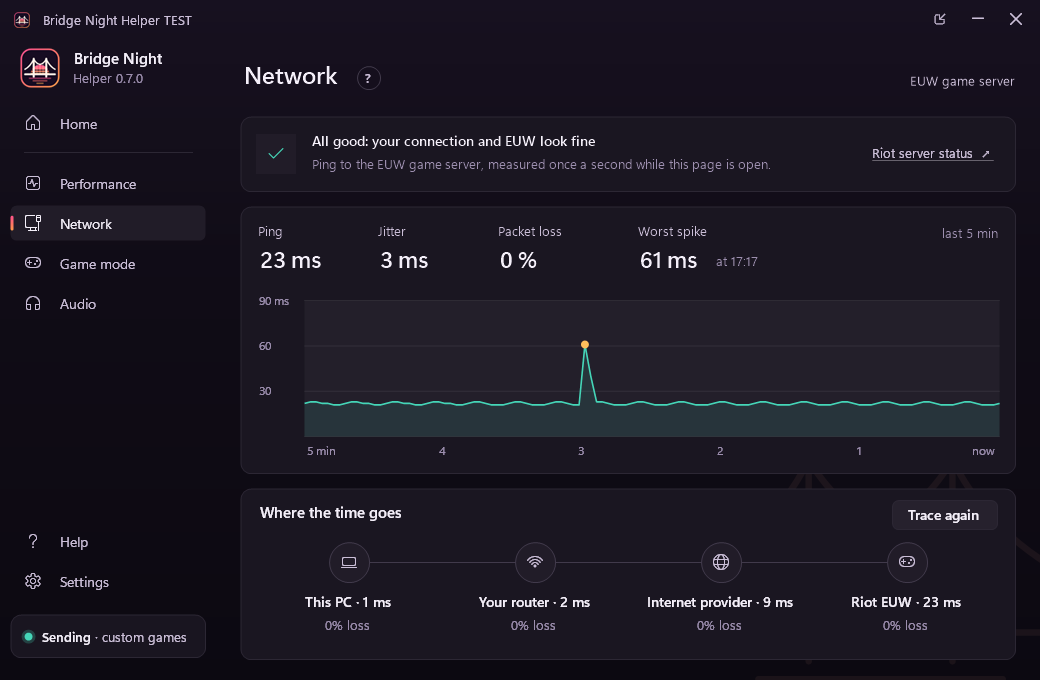 Bridge Night Helper TEST
Bridge Night
Helper 0.7.0
Home
Performance
Network
Game mode
Audio
Help
Settings
Sending · custom games
Network
?
EUW game server
All good: your connection and EUW look fine
Ping to the EUW game server, measured once a second while this page is open.
Riot server status ↗
Ping
23 ms
Jitter
3 ms
Packet loss
0 %
Worst spike
61 ms at 17:17
last 5 min
90 ms
60
30
5 min 4 3 2 1 now
Where the time goes
Trace again
This PC · 1 ms
0% loss
Your router · 2 ms
0% loss
Internet provider · 9 ms
0% loss
Riot EUW · 23 ms
0% loss